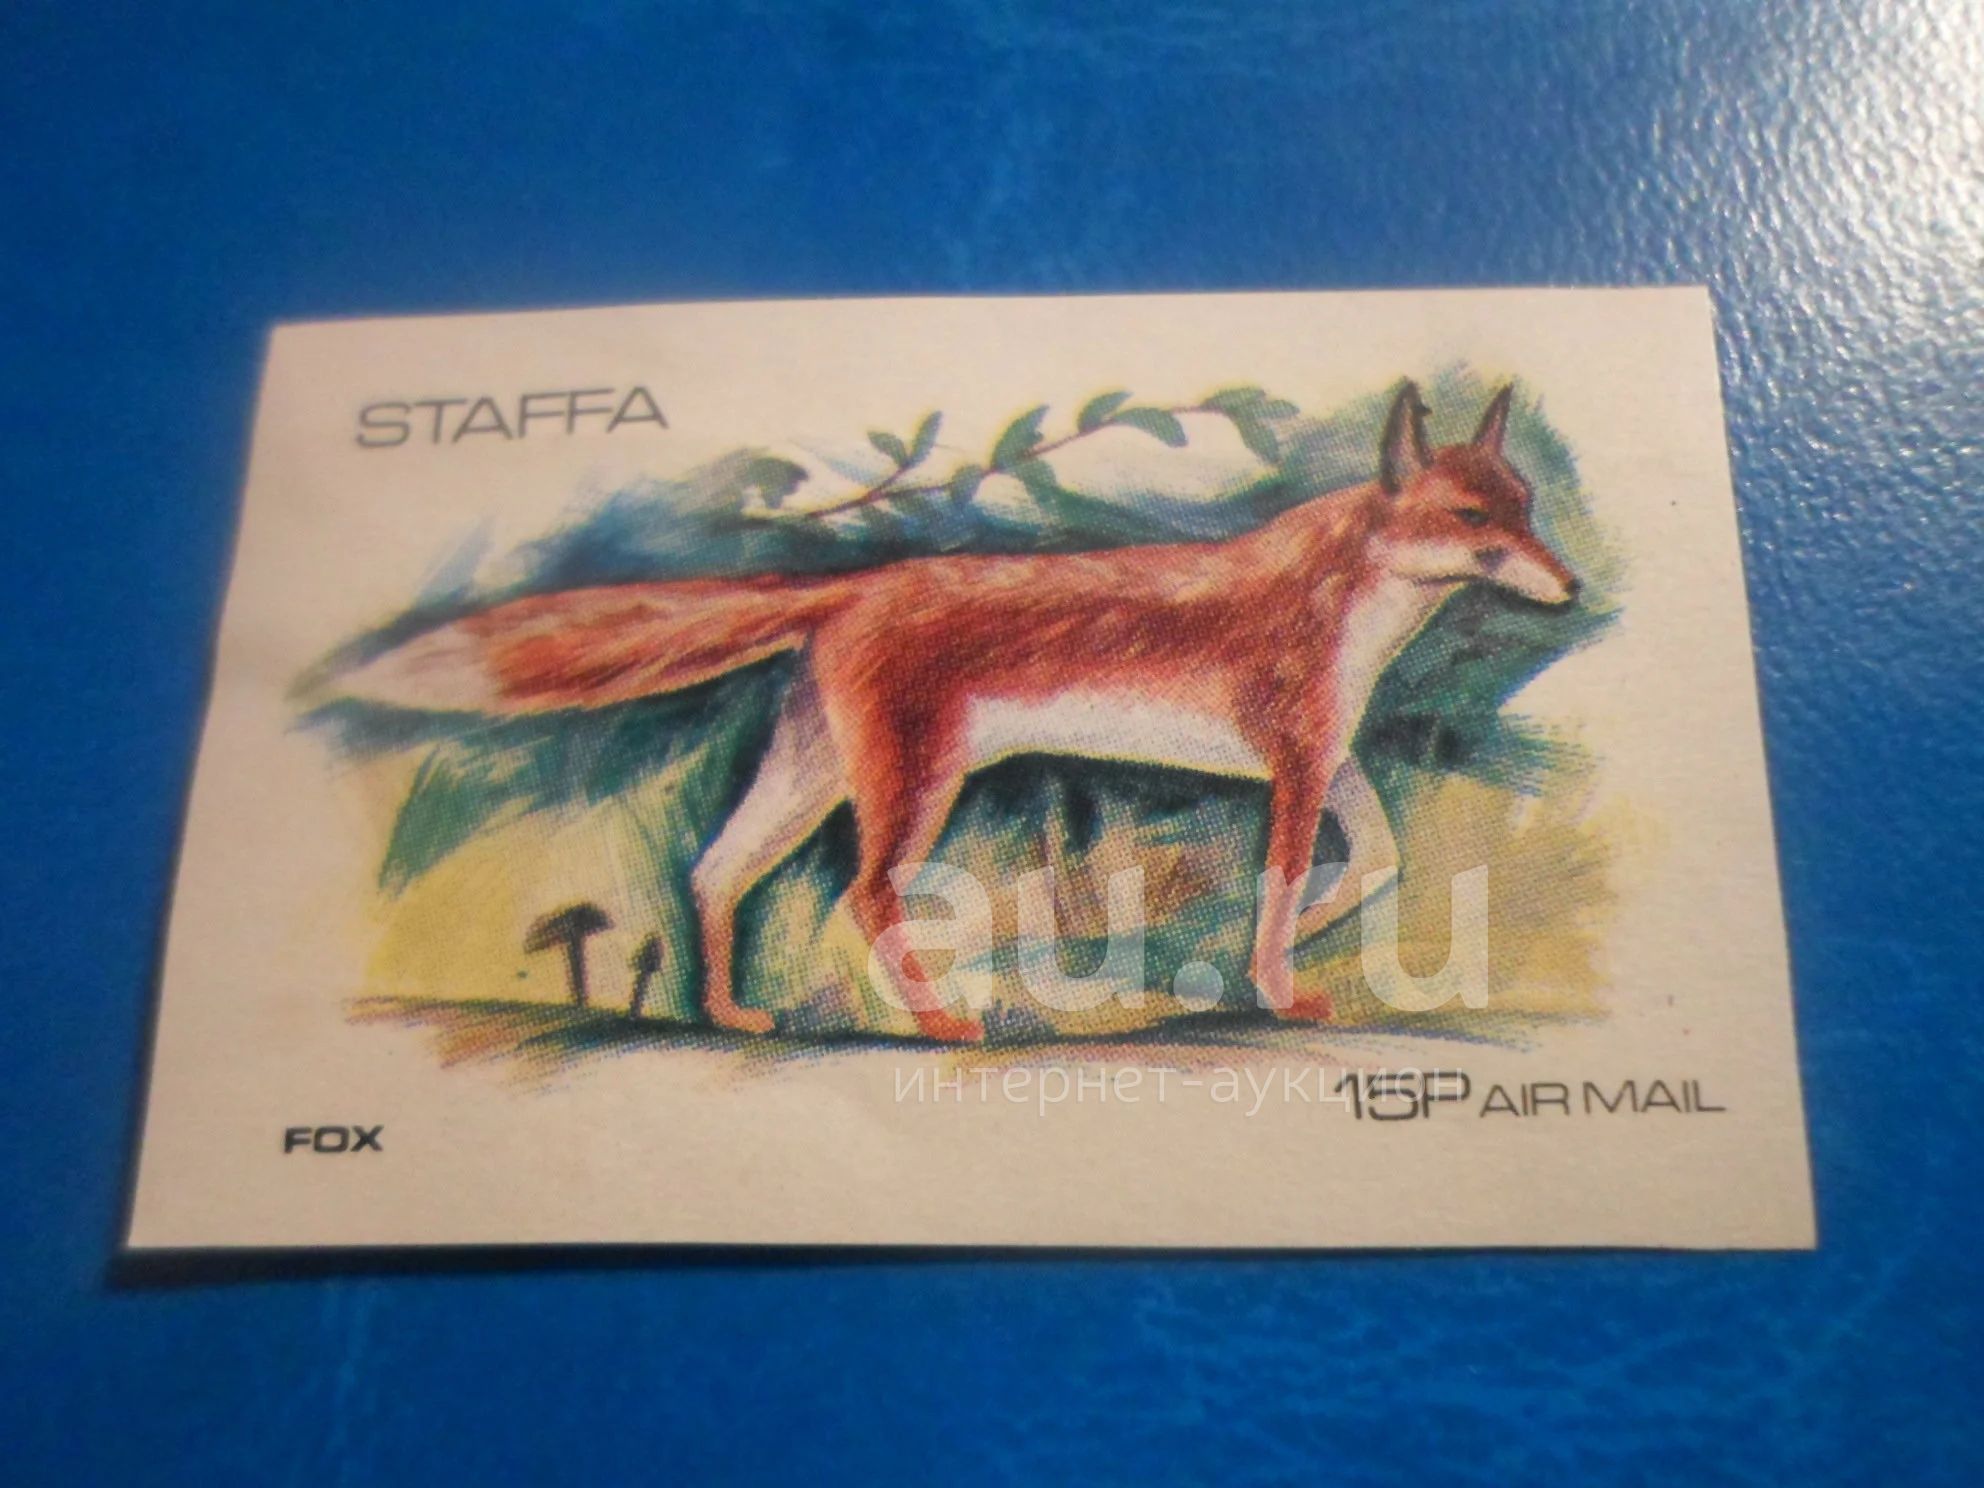 STAFFA
au.ru
интернет-аукцион
15P AIR MAIL
FOX